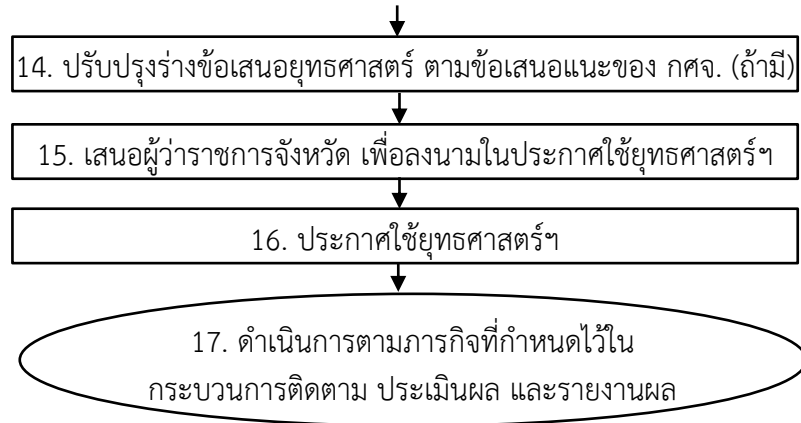 14. ปรับปรุงร่างข้อเสนอยุทธศาสตร์ ตามข้อเสนอแนะของ กศจ. (ถ้ามี)
15. เสนอผู้ว่าราชการจังหวัด เพื่อลงนามในประกาศใช้ยุทธศาสตร์ฯ
16. ประกาศใช้ยุทธศาสตร์ฯ
17. ดำเนินการตามภารกิจที่กำหนดไว้ใน
กระบวนการติดตาม ประเมินผล และรายงานผล